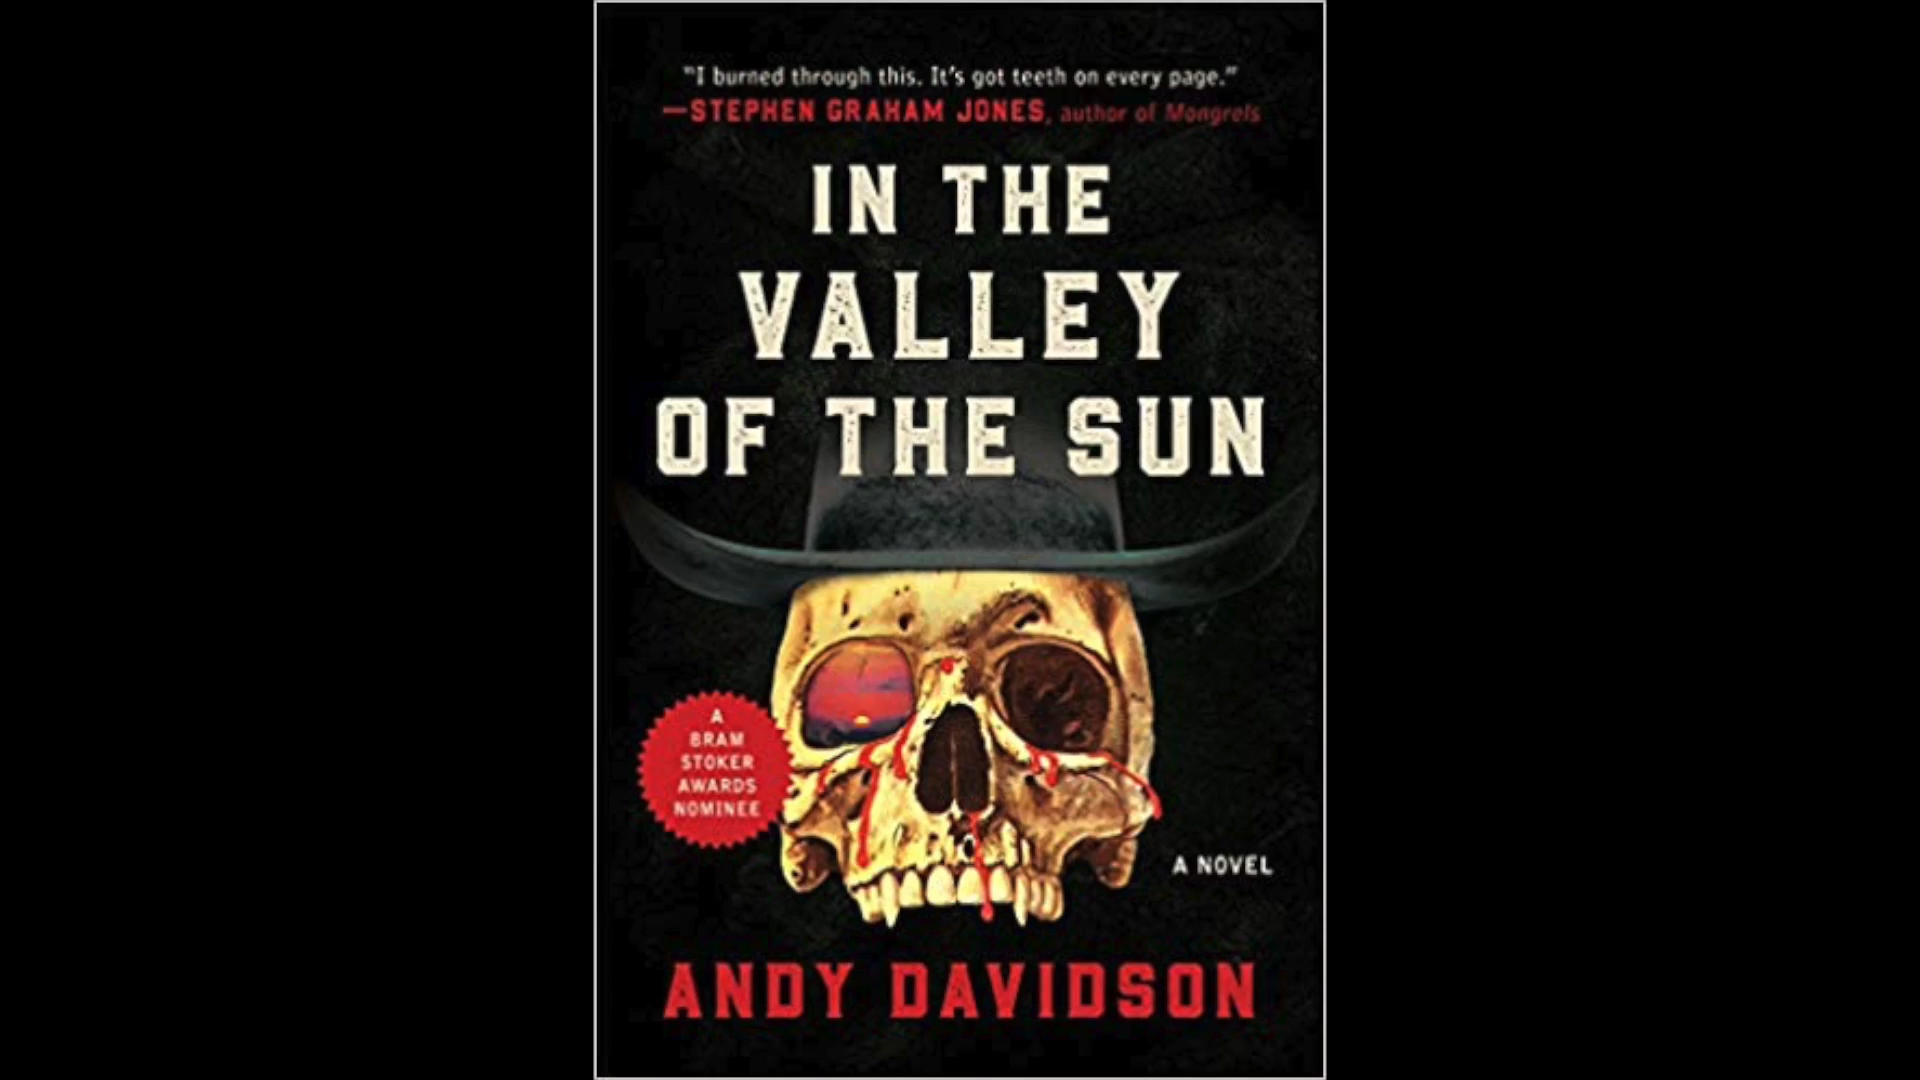 "I burned through this. It's got teeth on every page."
—STEPHEN GRAHAM JONES, author of Mongrels
IN THE
VALLEY
OF THE SUN
A
BRAM
STOKER
AWARDS
NOMINEE
A NOVEL
ANDY DAVIDSON